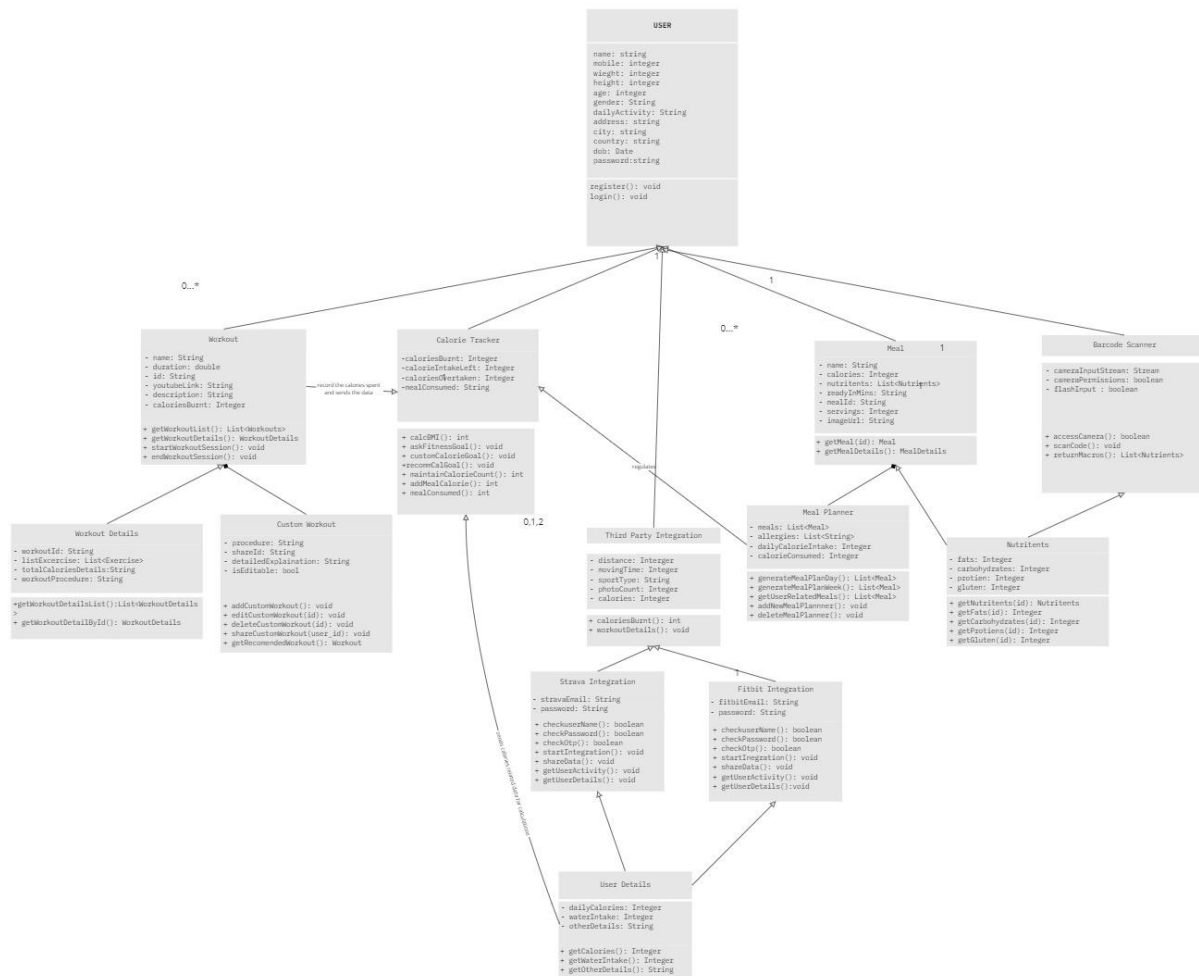 USER
name: string
mobile: integer
wieght: integer
height: integer
age: integer
gender: String
dailyActivity: String
address: string
city: string
country: string
dob: Date
password:string
register(): void
login(): void
1
0...*
1
0...*
Workout
- name: String
- duration: double
- id: String
- youtubeLink: String
- description: String
- caloriesBurnt: Integer
+ getWorkoutList(): List<Workouts>
+ getWorkoutDetails(): WorkoutDetails
+ startWorkoutSession(): void
+ endWorkoutSession(): void
record the calories spent
and sends the data
Calorie Tracker
-caloriesBurnt: Integer
-calorieIntakeLeft: Integer
-caloriesOvertaken: Integer
-mealConsumed: String
+ calcBMI(): int
+ askFitnessGoal(): void
+ customCalorieGoal(): void
+recommCalGoal(): void
+ maintainCalorieCount(): int
+ addMealCalorie(): int
+ mealConsumed(): int
regulates
Meal
1
- name: String
- calories: Integer
- nutritents: List<Nutrients>
- readyInMins: String
- mealId: String
- servings: Integer
- imageUrl: String
+ getMeal(id): Meal
+ getMealDetails(): MealDetails
Barcode Scanner
- cameraInputStream: Stream
- cameraPermissions: boolean
- flashInput : boolean
+ accessCamera(): boolean
+ scanCode(): void
+ returnMacros(): List<Nutrients>
Workout Details
- workoutId: String
- listExcercise: List<Exercise>
- totalCaloriesDetails:String
- workoutProcedure: String
+getWorkoutDetailsList():List<WorkoutDetails
>
+ getWorkoutDetailById(): WorkoutDetails
Custom Workout
- procedure: String
- shareId: String
- detailedExplaination: String
- isEditable: bool
+ addCustomWorkout(): void
+ editCustomWorkout(id): void
+ deleteCustomWorkout(id): void
+ shareCustomWorkout(user_id): void
+ getRecomendedWorkout(): Workout
0,1,2
Third Party Integration
- distance: Interger
- movingTime: Integer
- sportType: String
- photoCount: Integer
- calories: Integer
+ caloriesBurnt(): int
+ workoutDetails(): void
Meal Planner
- meals: List<Meal>
- allergies: List<String>
- dailyCalorieIntake: Integer
- calorieConsumed: Integer
+ generateMealPlanDay(): List<Meal>
+ generateMealPlanWeek(): List<Meal>
+ getUserRelatedMeals(): List<Meal>
+ addNewMealPlannner(): void
+ deleteMealPlanner(): void
Nutritents
- fats: Integer
- carbohydrates: Integer
- protien: Integer
- gluten: Integer
+ getNutritents(id): Nutritents
+ getFats(id): Integer
+ getCarbohydrates(id): Integer
+ getProtiens(id): Integer
+ getGluten(id): Integer
Strava Integration
- stravaEmail: String
- password: String
+ checkuserName(): boolean
+ checkPassword(): boolean
+ checkOtp(): boolean
+ startIntegration(): void
+ shareData(): void
+ getUserActivity(): void
+ getUserDetails(): void
1
Fitbit Integration
- fitbitEmail: String
- password: String
+ checkuserName(): boolean
+ checkPassword(): boolean
+ checkOtp(): boolean
+ startInegration(): void
+ shareData(): void
+ getUserActivity(): void
+ getUserDetails():void
calories related data for calculations
User Details
- dailyCalories: Integer
- waterIntake: Integer
- otherDetails: String
+ getCalories(): Integer
+ getWaterIntake(): Integer
+ getOtherDetails(): String